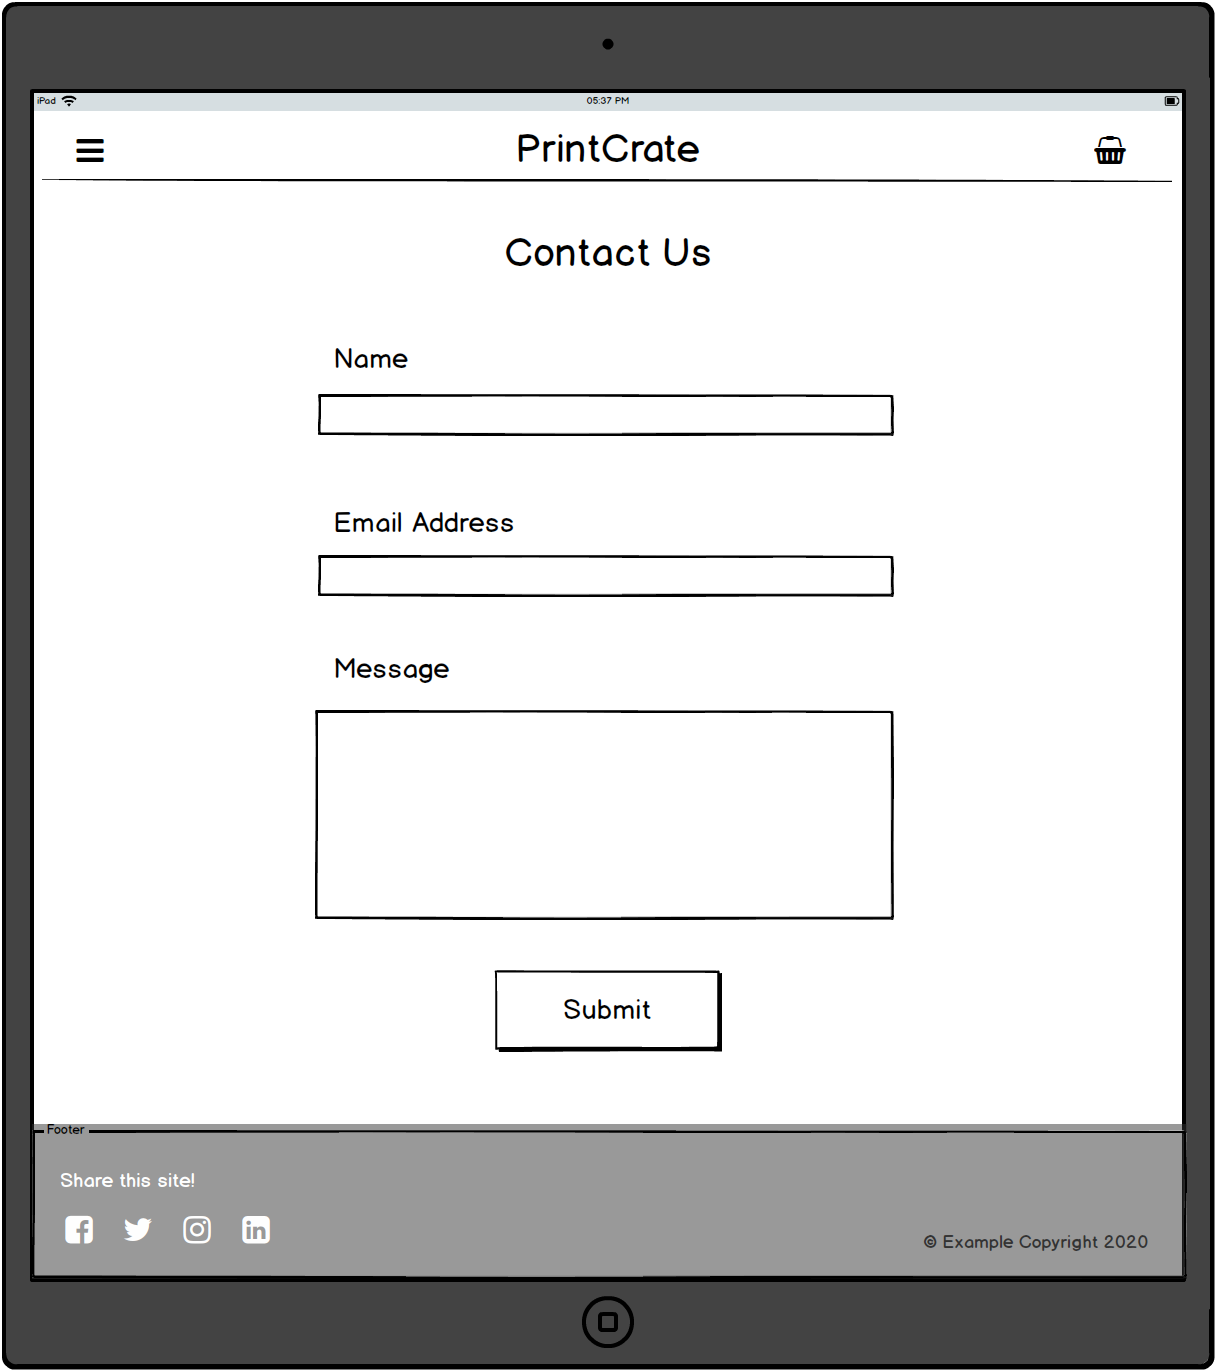 iPad 05:37 PM
PrintCrate
Contact Us
Name
Email Address
Message
Submit
Footer
Share this site!
© Example Copyright 2020